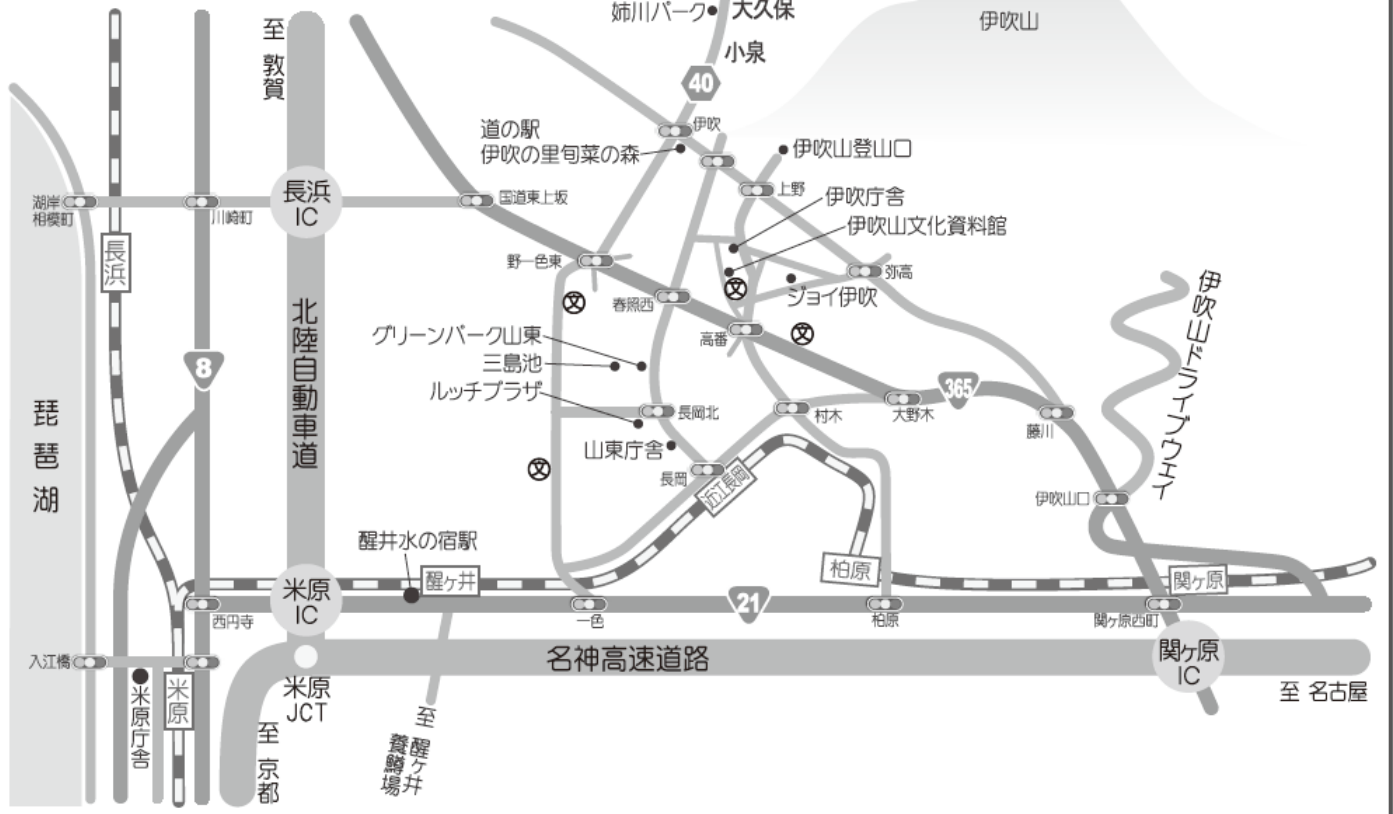 姉川パーク
大久保
小泉
伊吹山
至 敦賀
40
伊吹
道の駅
伊吹の里旬菜の森
伊吹山登山口
上野
長浜
IC
湖岸
相模町
川崎町
国道東上坂
伊吹庁舎
伊吹山文化資料館
長浜
野一色東
弥高
ジョイ伊吹
文
文
春照西
高番
文
伊吹山ドライブウェイ
北陸自動車道
グリーンパーク山東
三島池
ルッチプラザ
8
365
長岡北
村木
大野木
藤川
琵琶湖
山東庁舎
文
長岡
近江長岡
伊吹山口
醒井水の宿駅
醒ヶ井
柏原
関ヶ原
米原
IC
西円寺
一色
21
柏原
関ヶ原西町
入江橋
名神高速道路
関ヶ原
IC
米原庁舎
米原
米原
JCT
至 名古屋
至 京都
至 醒ヶ井
養鱒場